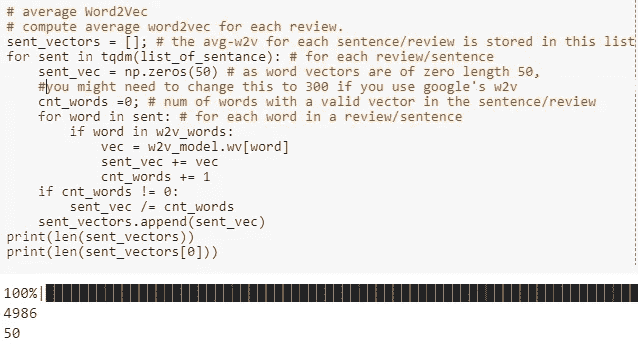 # average Word2Vec
# compute average word2vec for each review.
sent_vectors = []; # the avg-w2v for each sentence/review is stored in this list
for sent in tqdm(list_of_sentance): # for each review/sentence
    sent_vec = np.zeros(50) # as word vectors are of zero length 50,
    #you might need to change this to 300 if you use google's w2v
    cnt_words =0; # num of words with a valid vector in the sentence/review
    for word in sent: # for each word in a review/sentence
        if word in w2v_words:
            vec = w2v_model.wv[word]
            sent_vec += vec
            cnt_words += 1
    if cnt_words != 0:
        sent_vec /= cnt_words
    sent_vectors.append(sent_vec)
print(len(sent_vectors))
print(len(sent_vectors[0]))
100%|
4986
50